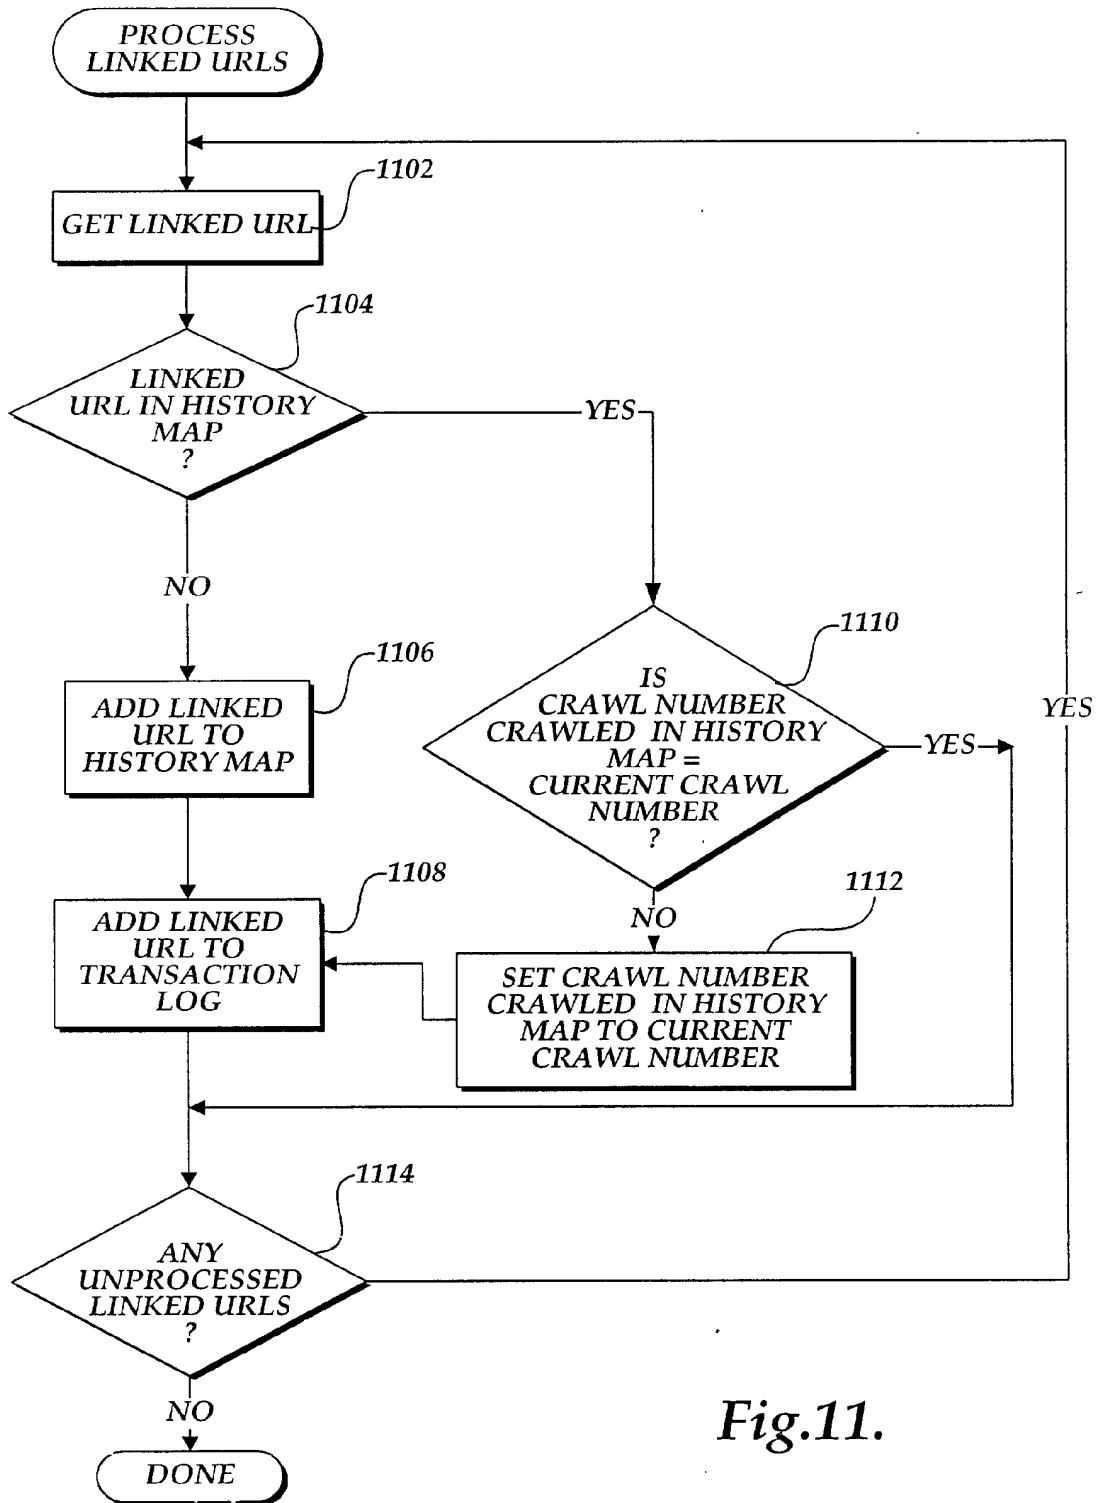 PROCESS
LINKED URLS
1102
GET LINKED URL
1104
LINKED
URL IN HISTORY
MAP
?
YES
NO
1110
IS
CRAWL NUMBER
CRAWLED IN HISTORY
MAP =
CURRENT CRAWL
NUMBER
?
YES
YES
1106
ADD LINKED
URL TO
HISTORY MAP
1108
ADD LINKED
URL TO
TRANSACTION
LOG
NO
1112
SET CRAWL NUMBER
CRAWLED IN HISTORY
MAP TO CURRENT
CRAWL NUMBER
1114
ANY
UNPROCESSED
LINKED URLS
?
NO
DONE
Fig.11.